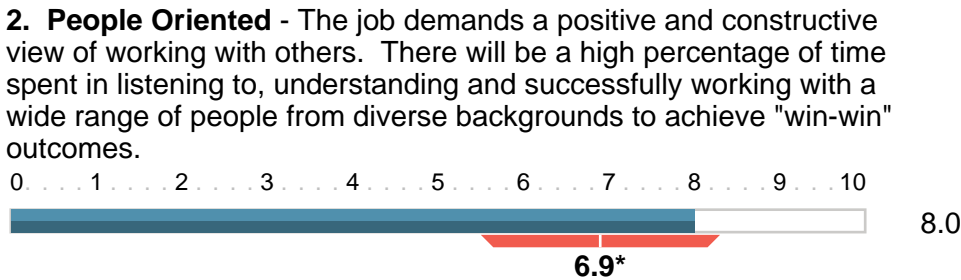 2. People Oriented - The job demands a positive and constructive
view of working with others. There will be a high percentage of time
spent in listening to, understanding and successfully working with a
wide range of people from diverse backgrounds to achieve "win-win"
outcomes.
0. . . . 1 . . . . 2 . . . . 3 . . . . 4 . . . . 5 . . . . 6 . . . . 7 . . . . 8 . . . . 9 . . . 10
8.0
6.9*